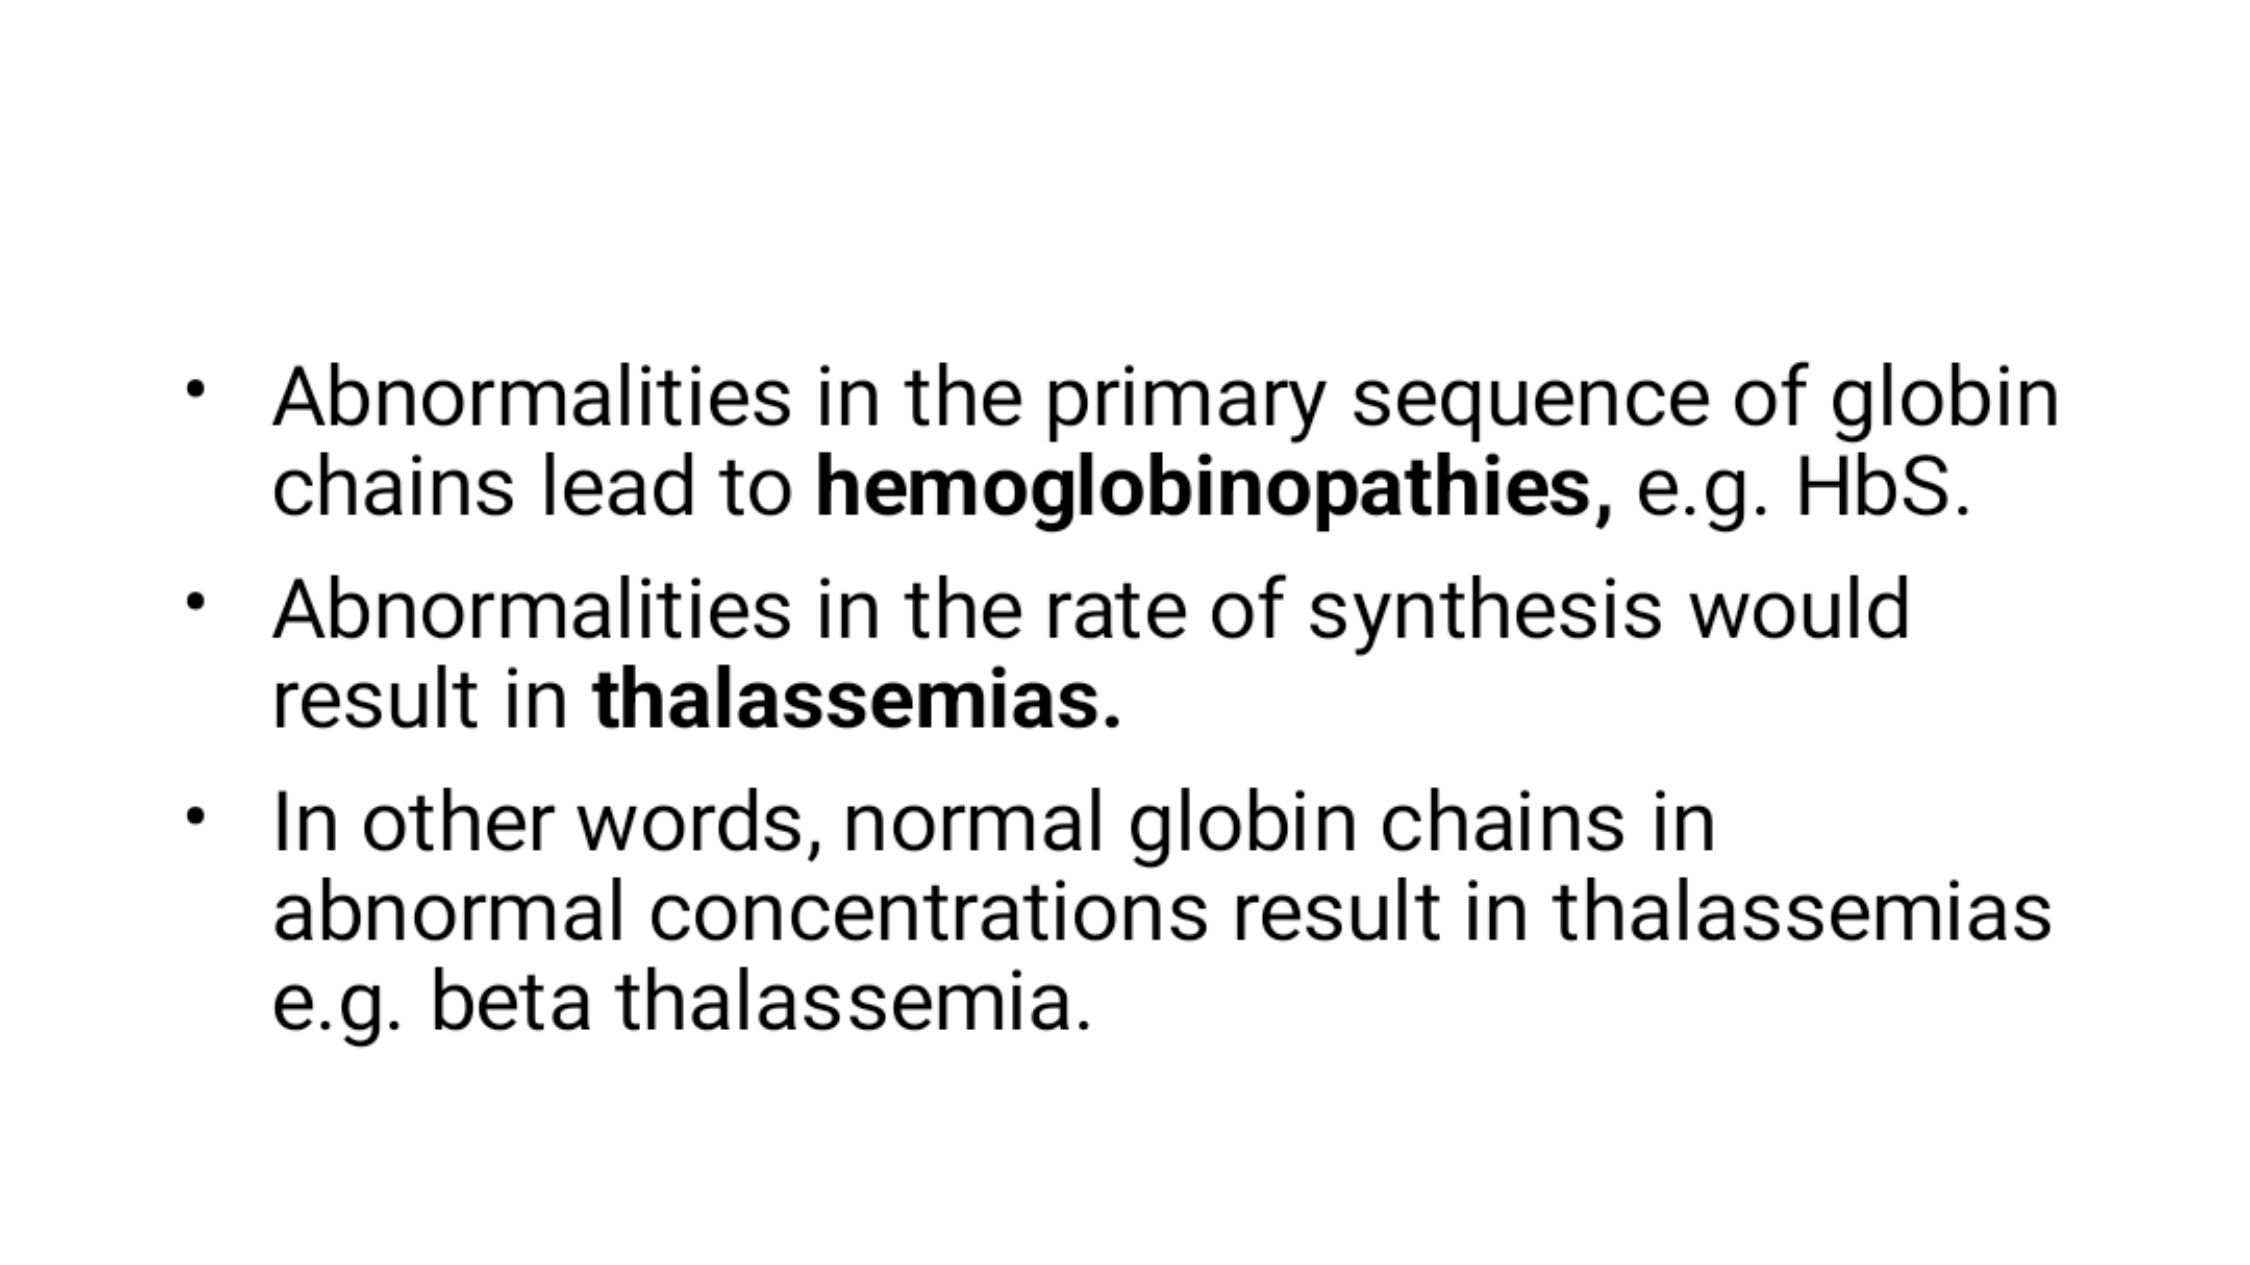 • Abnormalities in the primary sequence of globin
chains lead to hemoglobinopathies, e.g. HbS.
• Abnormalities in the rate of synthesis would
result in thalassemias.
• In other words, normal globin chains in
abnormal concentrations result in thalassemias
e.g. beta thalassemia.